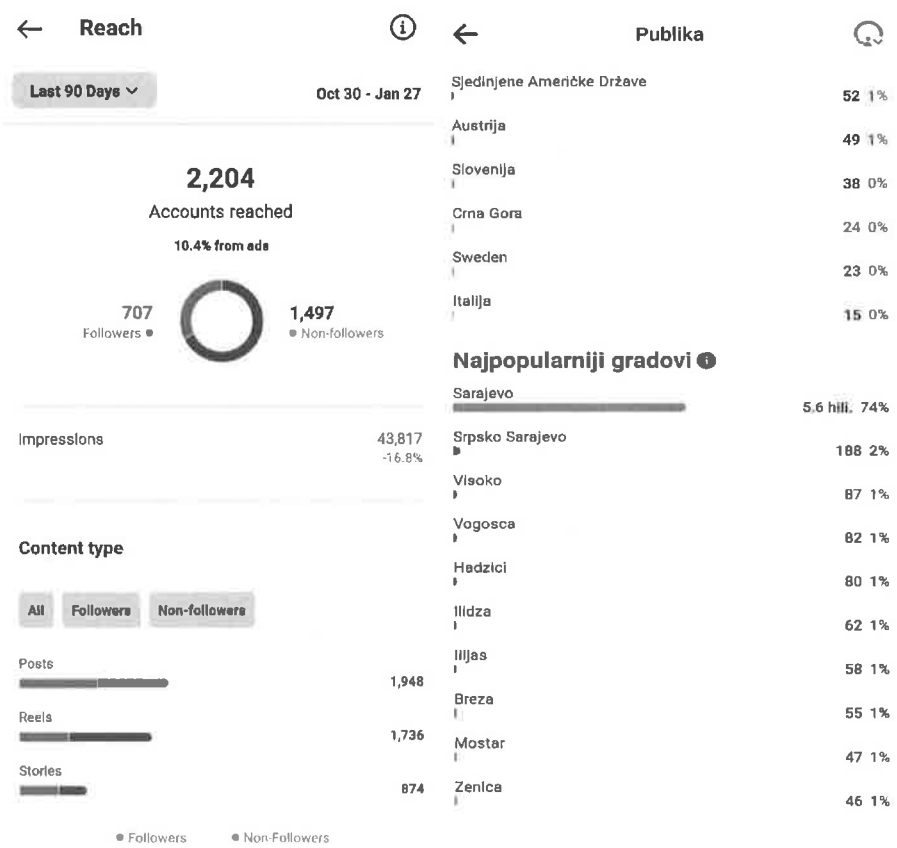 Reach
Last 90 Days
Oct 30 - Jan 27
2,204
Accounts reached
10.4% from ads
707
Followers
1,497
Non-followers
Impressions
43,817
-16.8%
Content type
All
Followers
Non-followers
Posts
1,948
Reels
1,736
Stories
874
Followers
Non-Followers
Publika
Sjedinjene Američke Države
52 1%
Austrija
49 1%
Slovenija
38 0%
Crna Gora
24 0%
Sweden
23 0%
Italija
15 0%
Najpopularniji gradovi
Sarajevo
5.6 hilj. 74%
Srpsko Sarajevo
188 2%
Visoko
87 1%
Vogosca
82 1%
Hadzici
80 1%
Ilidza
62 1%
Ilijas
58 1%
Breza
55 1%
Mostar
47 1%
Zenica
46 1%